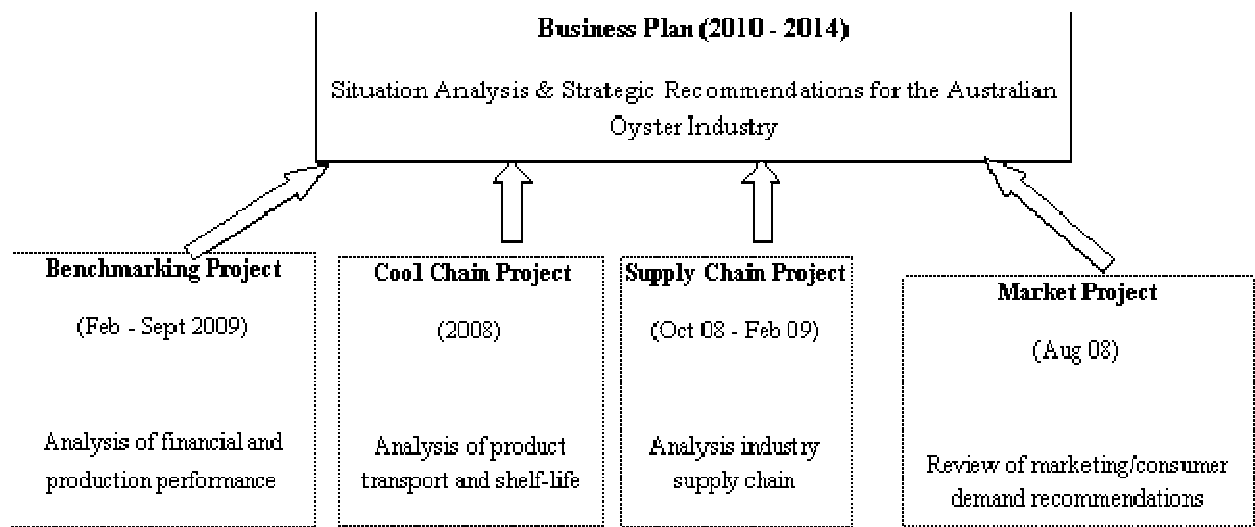 Business Plan (2010 - 2014)
Situation Analysis & Strategic Recommendations for the Australian
Oyster Industry
Benchmarking Project
(Feb - Sept 2009)
Analysis of financial and
production performance
Cool Chain Project
(2008)
Analysis of product
transport and shelf-life
Supply Chain Project
(Oct 08 - Feb 09)
Analysis industry
supply chain
Market Project
(Aug 08)
Review of marketing/consumer
demand recommendations